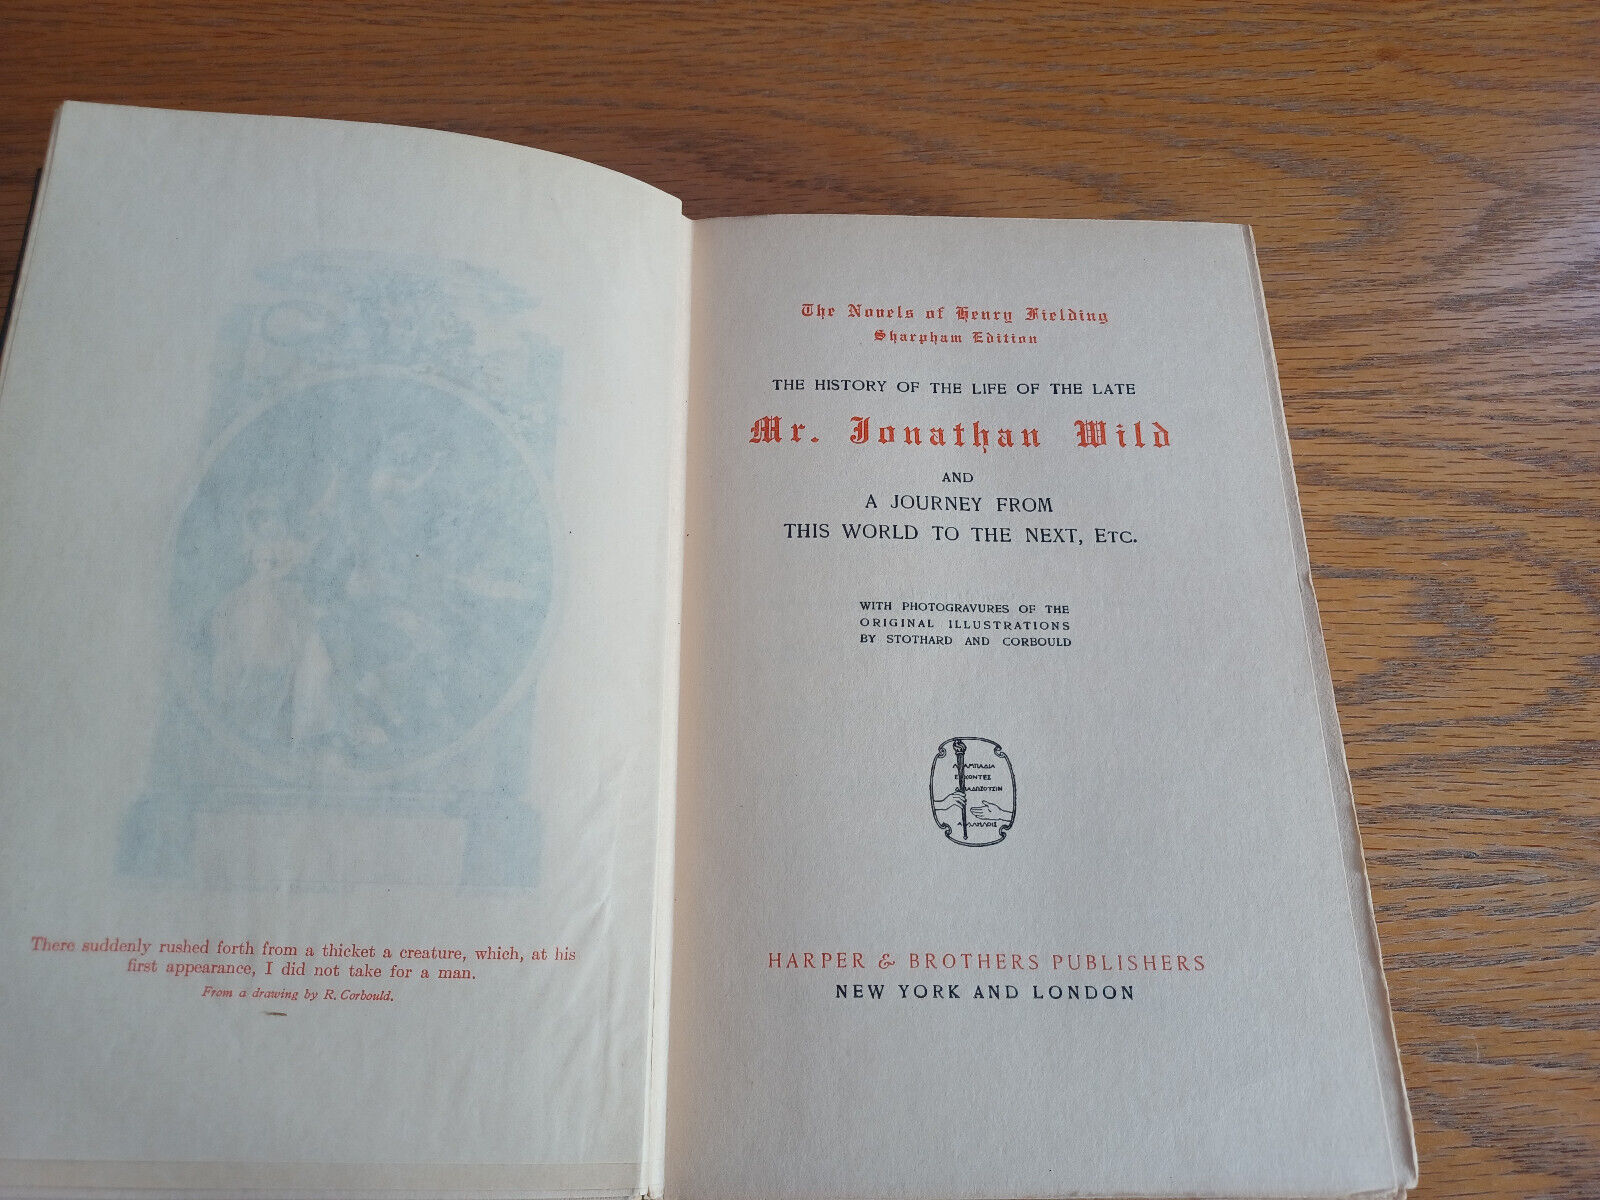 There suddenly rushed forth from a thicket a creature, which, at his
first appearance, I did not take for a man.
From a drawing by R. Corbould.
The Novels of Henry Fielding
Sharpham Edition
THE HISTORY OF THE LIFE OF THE LATE
Mr. Jonathan Wild
AND
A JOURNEY FROM
THIS WORLD TO THE NEXT, ETC.
WITH PHOTOGRAVURES OF THE
ORIGINAL ILLUSTRATIONS
BY STOTHARD AND CORBOULD
HARPER & BROTHERS PUBLISHERS
NEW YORK AND LONDON